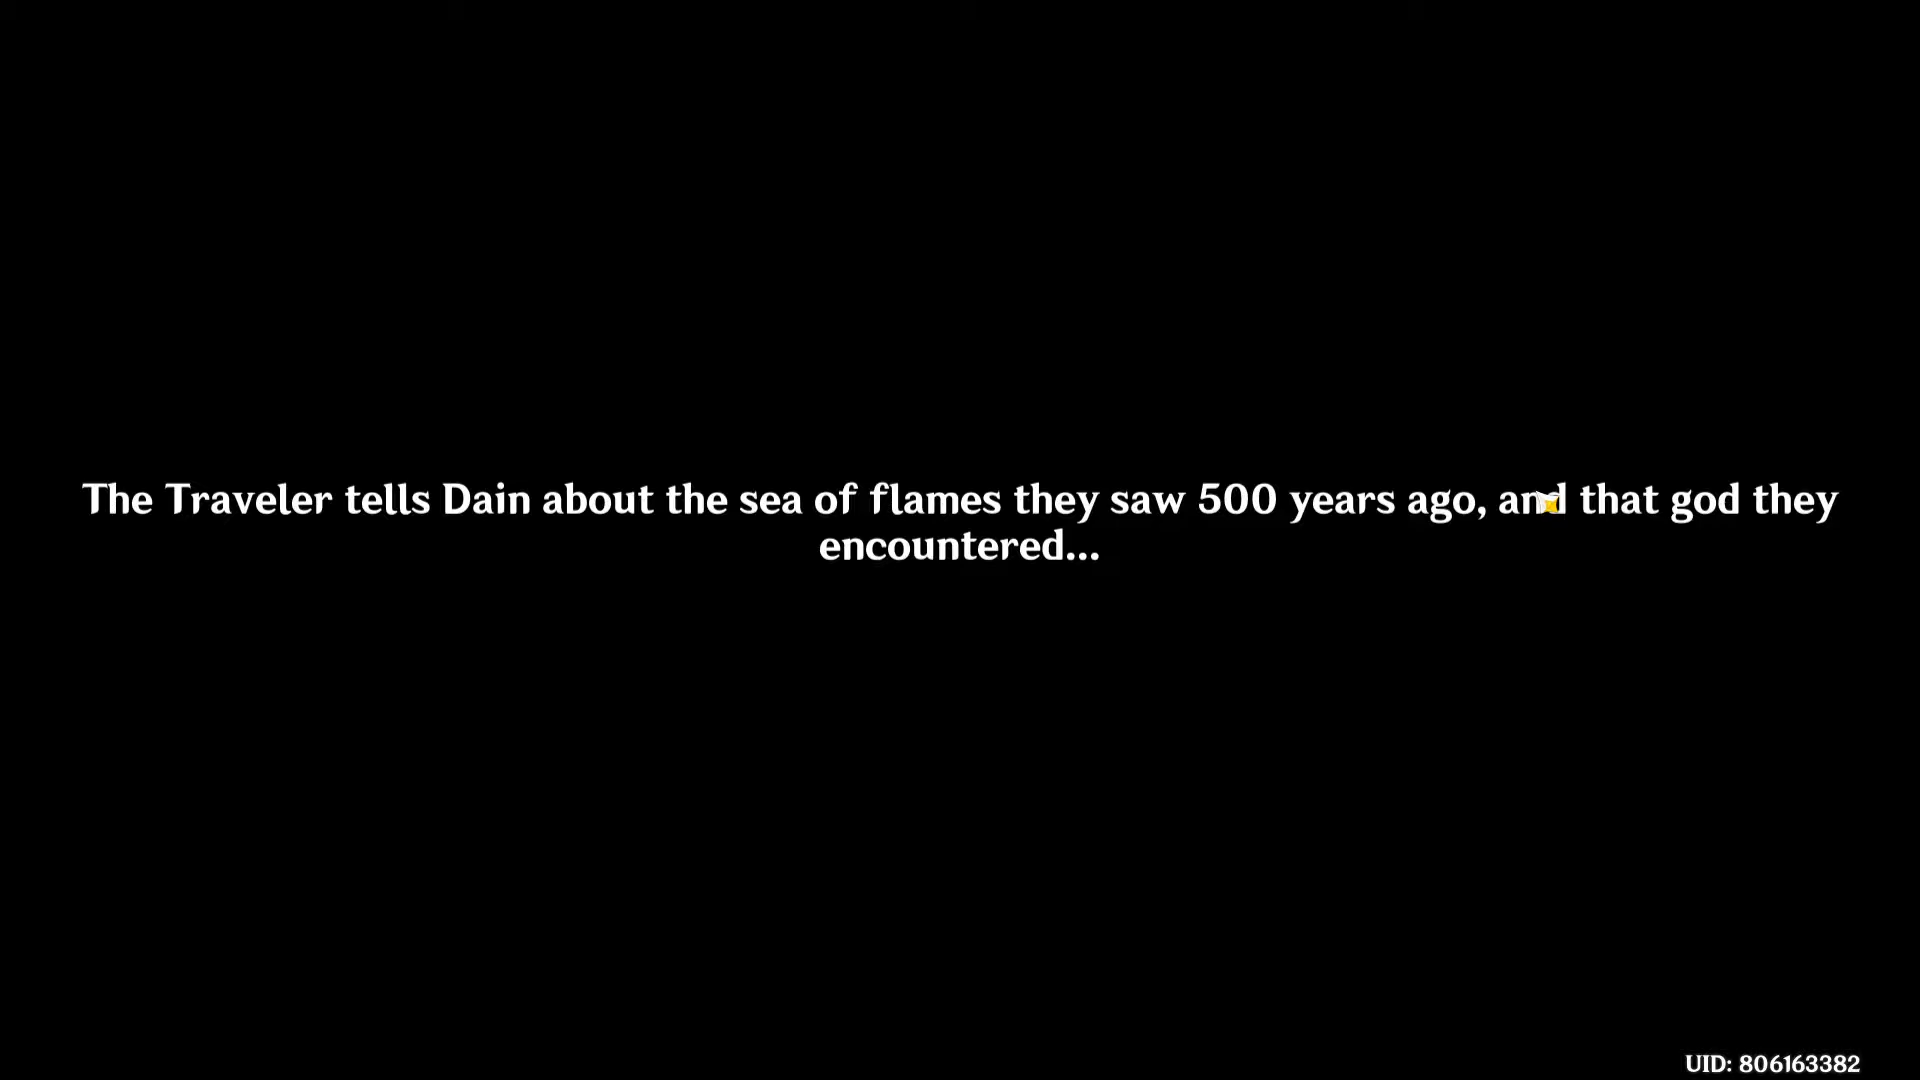 The Traveler tells Dain about the sea of flames they saw 500 years ago, and that god they
encountered...
UID: 806163382